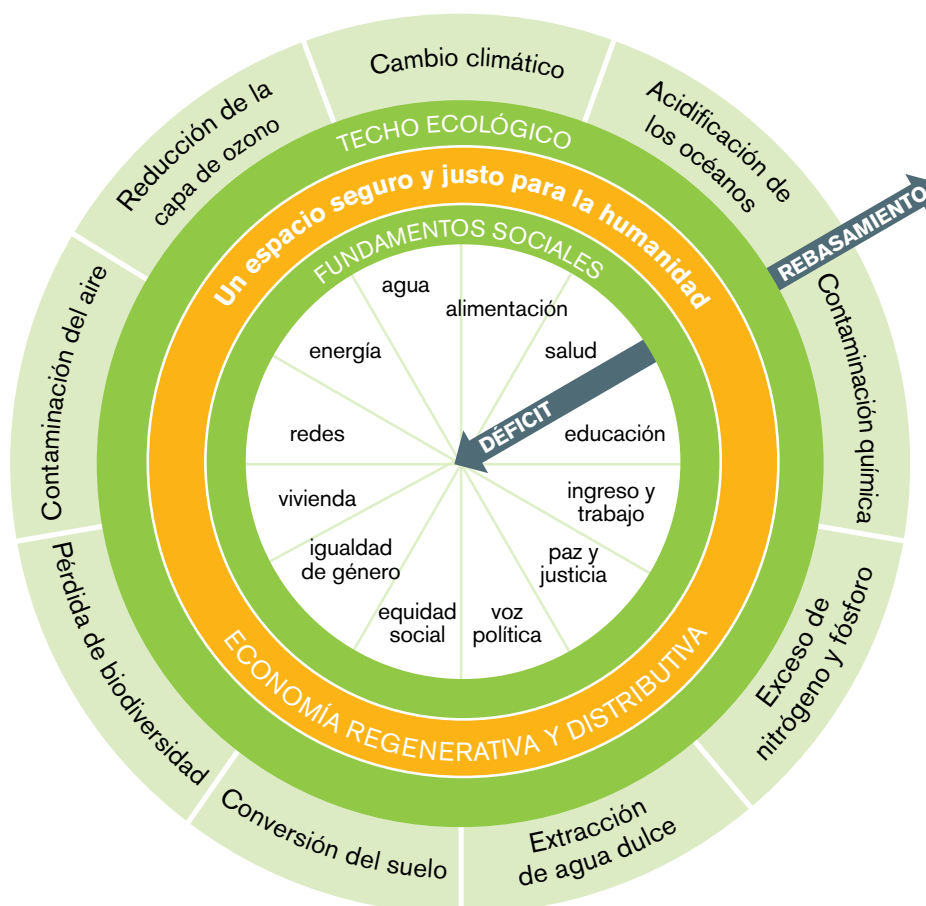 Cambio climático
Acidificación de
los océanos
REBASAMIENTO
Contaminación química
Exceso de
nitrógeno y fósforo
Extracción
de agua dulce
Conversión del suelo
Pérdida de biodiversidad
Contaminación del aire
Reducción de la
capa de ozono
TECHO ECOLÓGICO
Un espacio seguro y justo para la humanidad
FUNDAMENTOS SOCIALES
agua
alimentación
energía
salud
DÉFICIT
redes
educación
vivienda
ingreso y
trabajo
igualdad
de género
paz y
justicia
equidad
social
voz
política
ECONOMÍA REGENERATIVA Y DISTRIBUTIVA